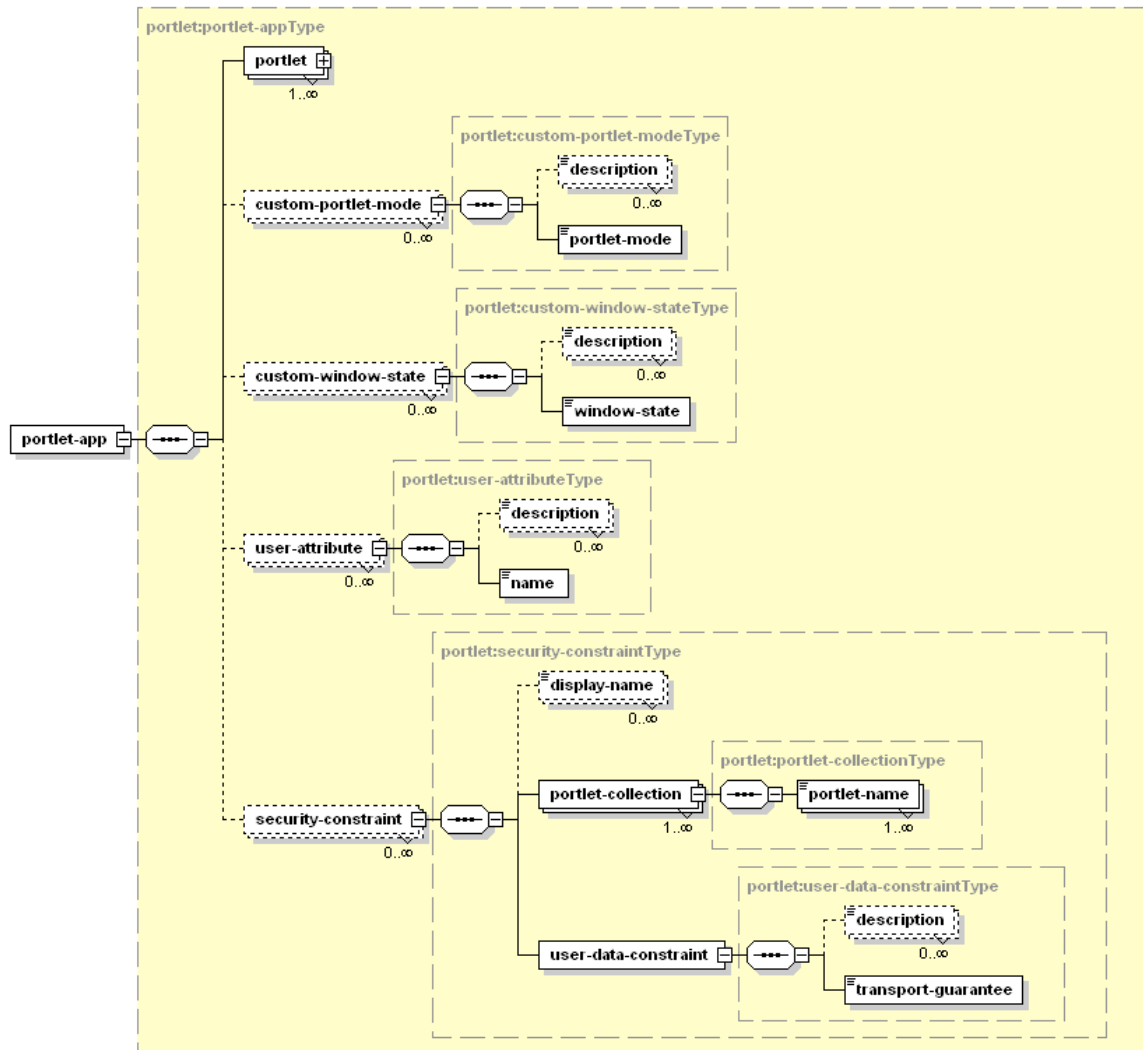 portlet:portlet-appType
portlet
1..∞
portlet:custom-portlet-modeType
description
0..∞
custom-portlet-mode
0..∞
portlet-mode
portlet:custom-window-stateType
description
0..∞
custom-window-state
0..∞
window-state
portlet-app
portlet:user-attributeType
description
0..∞
user-attribute
0..∞
name
portlet:security-constraintType
display-name
0..∞
portlet:portlet-collectionType
portlet-collection
1..∞
portlet-name
1..∞
security-constraint
0..∞
portlet:user-data-constraintType
description
0..∞
user-data-constraint
transport-guarantee